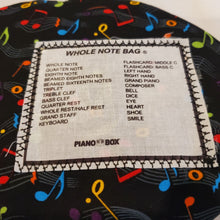 WHOLE NOTE BAG ©
WHOLE NOTE
QUARTER NOTE
EIGHTH NOTE
BEAMED EIGHTH NOTES
BEAMED SIXTEENTH NOTES
TRIPLET
TREBLE CLEF
BASS CLEF
QUARTER REST
WHOLE REST/HALF REST
GRAND STAFF
KEYBOARD
FLASHCARD: MIDDLE C
FLASHCARD: BASS C
LEFT HAND
RIGHT HAND
GRAND PIANO
COMPOSER
BELL
DICE
EYE
HEART
SHOE
SMILE
PIANO BOX